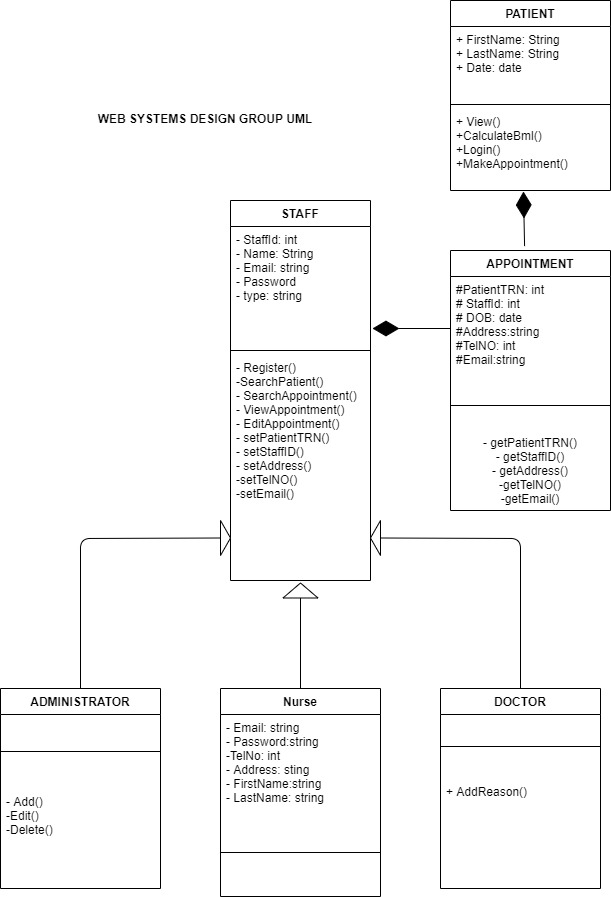 PATIENT
+ FirstName: String
+ LastName: String
+ Date: date
+ View()
+CalculateBml()
+Login()
+MakeAppointment()
WEB SYSTEMS DESIGN GROUP UML
STAFF
- StaffId: int
- Name: String
- Email: string
- Password
- type: string
- Register()
-SearchPatient()
- SearchAppointment()
- ViewAppointment()
- EditAppointment()
- setPatientTRN()
- setStaffID()
- setAddress()
-setTelNO()
-setEmail()
APPOINTMENT
#PatientTRN: int
# StaffId: int
# DOB: date
#Address:string
#TelNO: int
#Email:string
- getPatientTRN()
- getStaffID()
- getAddress()
-getTelNO()
-getEmail()
ADMINISTRATOR
- Add()
-Edit()
-Delete()
Nurse
- Email: string
- Password:string
-TelNo: int
- Address: sting
- FirstName:string
- LastName: string
DOCTOR
+ AddReason()